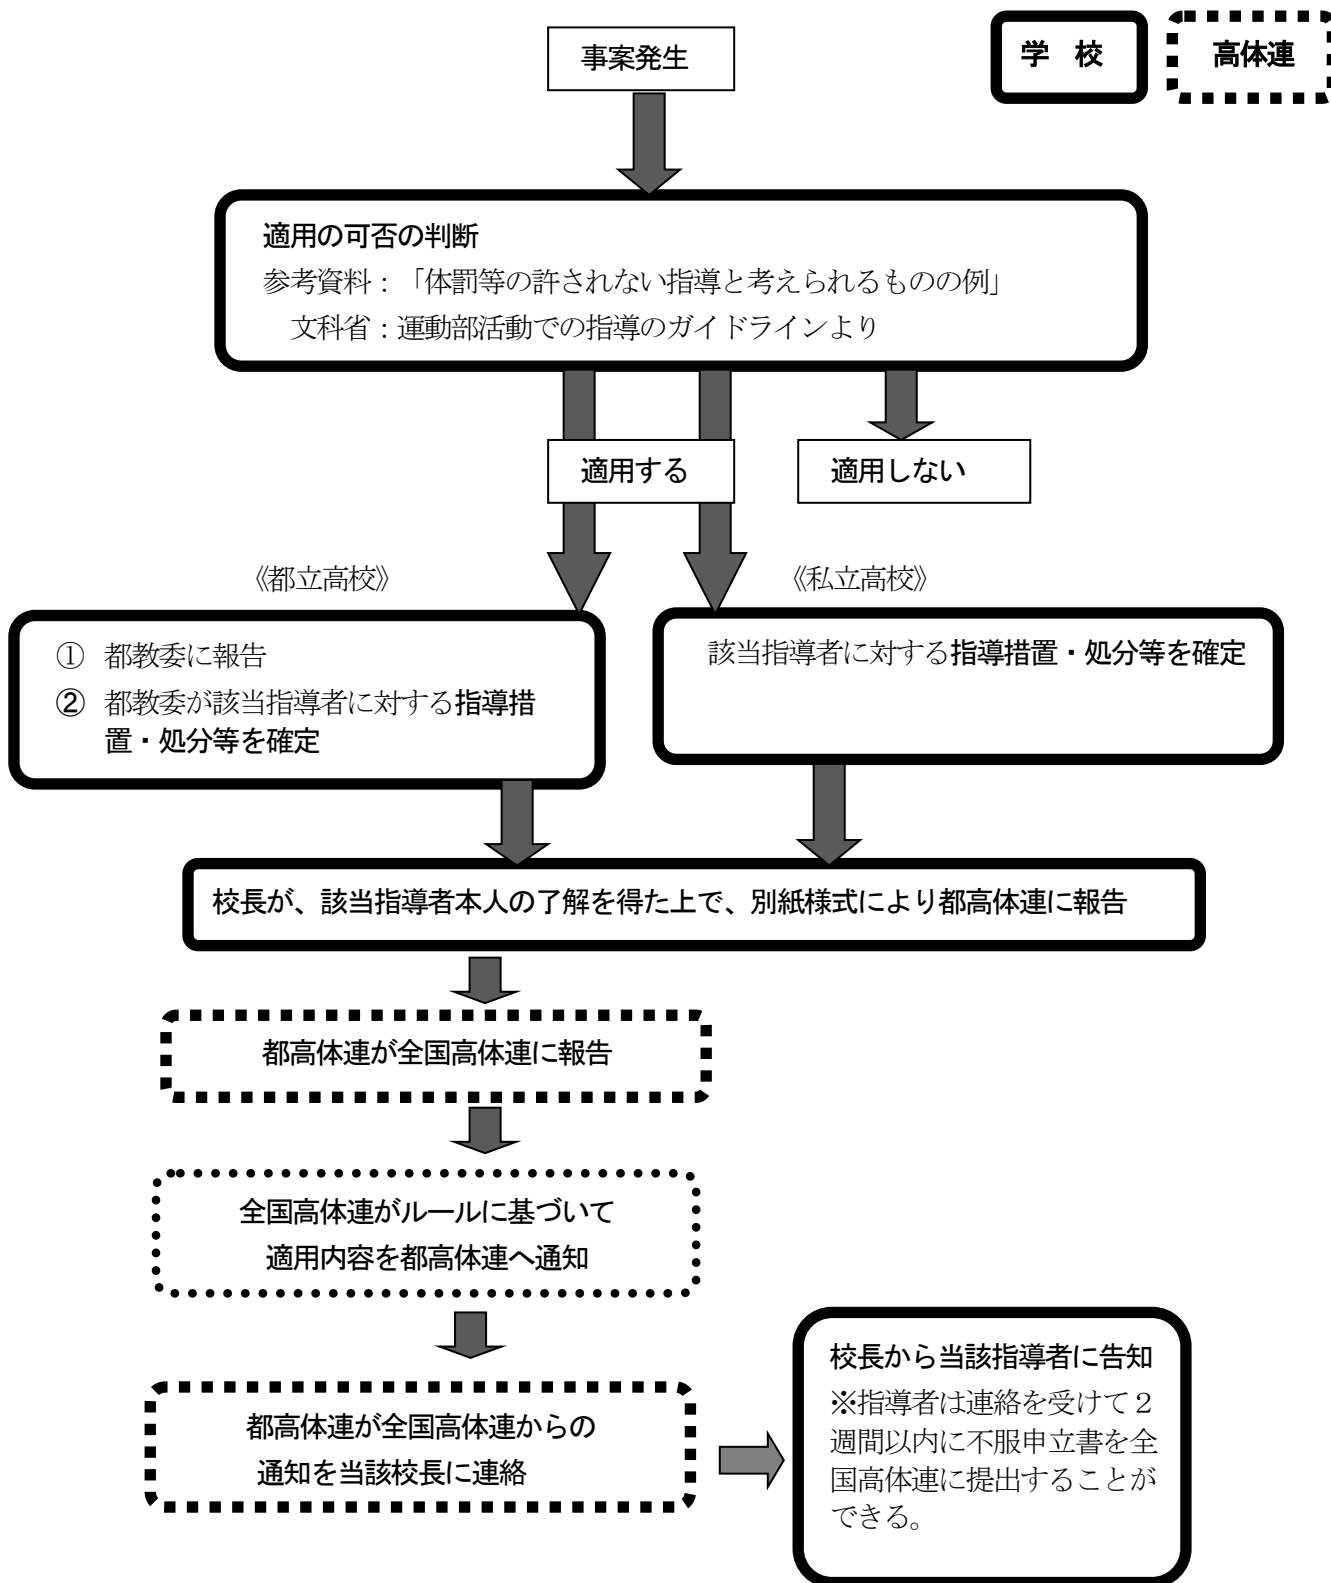 事案発生
学 校
高体連
適用の可否の判断
参考資料：「体罰等の許されない指導と考えられるものの例」
文科省：運動部活動での指導のガイドラインより
適用する
適用しない
《都立高校》
《私立高校》
① 都教委に報告
② 都教委が該当指導者に対する指導措
置・処分等を確定
該当指導者に対する指導措置・処分等を確定
校長が、該当指導者本人の了解を得た上で、別紙様式により都高体連に報告
都高体連が全国高体連に報告
全国高体連がルールに基づいて
適用内容を都高体連へ通知
都高体連が全国高体連からの
通知を当該校長に連絡
校長から当該指導者に告知
※指導者は連絡を受けて２
週間以内に不服申立書を全
国高体連に提出することが
できる。